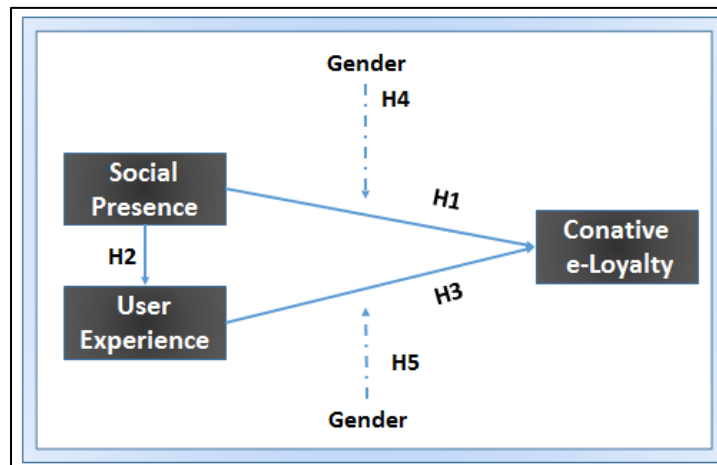 Gender
H4
Social
Presence
H1
Conative
e-Loyalty
H2
User
Experience
H3
H5
Gender